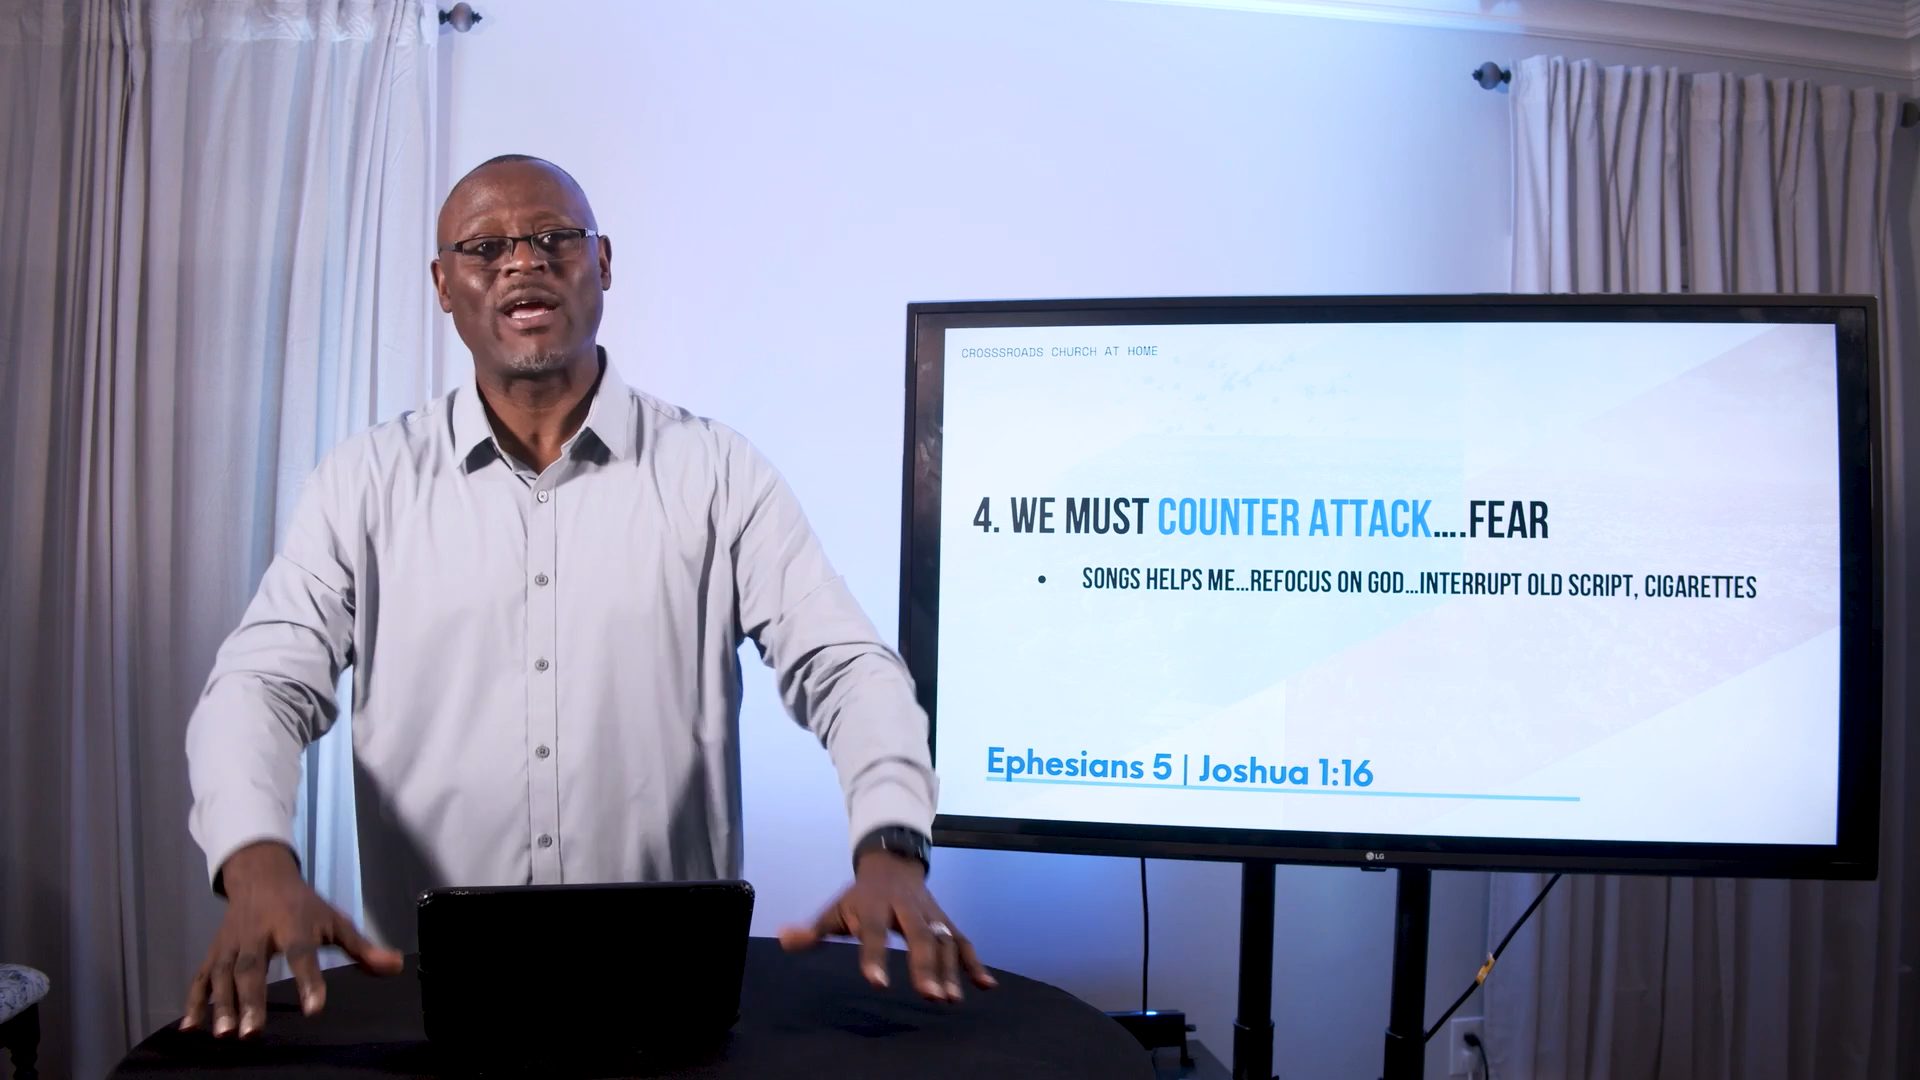 CROSSSROADS CHURCH AT HOME
4. WE MUST COUNTER ATTACK....FEAR
• SONGS HELPS ME...REFOCUS ON GOD...INTERRUPT OLD SCRIPT, CIGARETTES
Ephesians 5 | Joshua 1:16
LG